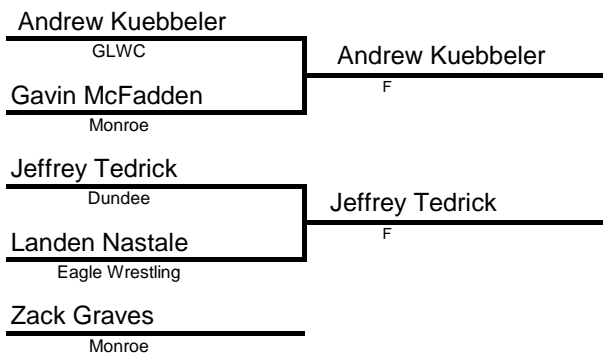 Andrew Kuebbeler
GLWC
Andrew Kuebbeler
F
Gavin McFadden
Monroe
Jeffrey Tedrick
Dundee
Jeffrey Tedrick
F
Landen Nastale
Eagle Wrestling
Zack Graves
Monroe